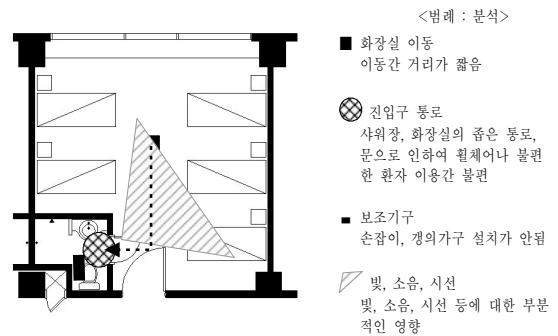 <범례 : 분석>
화장실 이동
이동간 거리가 짧음
진입구 통로
샤워장, 화장실의 좁은 통로,
문으로 인하여 휠체어나 불편
한 환자 이용간 불편
보조기구
손잡이, 갱의가구 설치가 안됨
빛, 소음, 시선
빛, 소음, 시선 등에 대한 부분
적인 영향